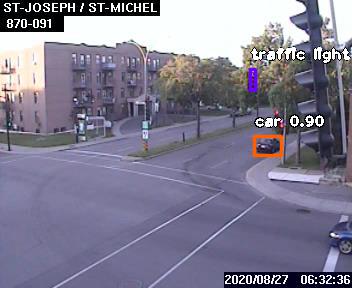 ST-JOSEPH / ST-MICHEL
870-091
traffic light
car 0.90
2020/08/27 06:32:36